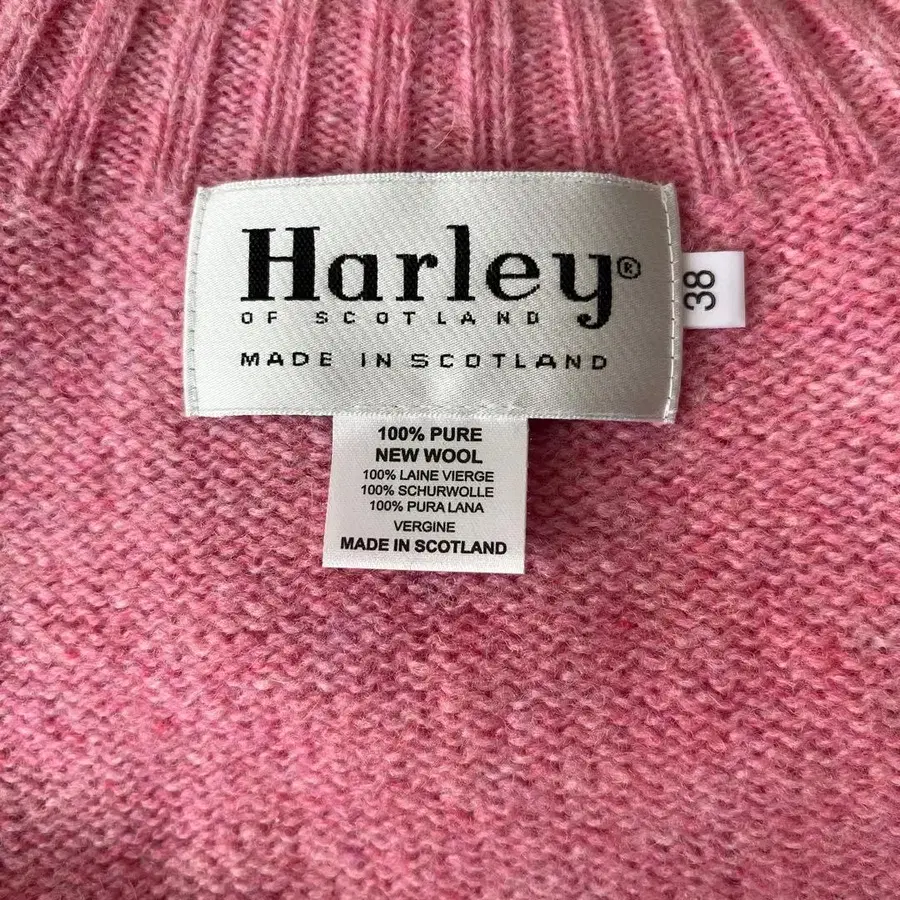 Harley®
OF SCOTLAND
MADE IN SCOTLAND
38
100% PURE
NEW WOOL
100% LAINE VIERGE
100% SCHURWOLLE
100% PURA LANA
VERGINE
MADE IN SCOTLAND